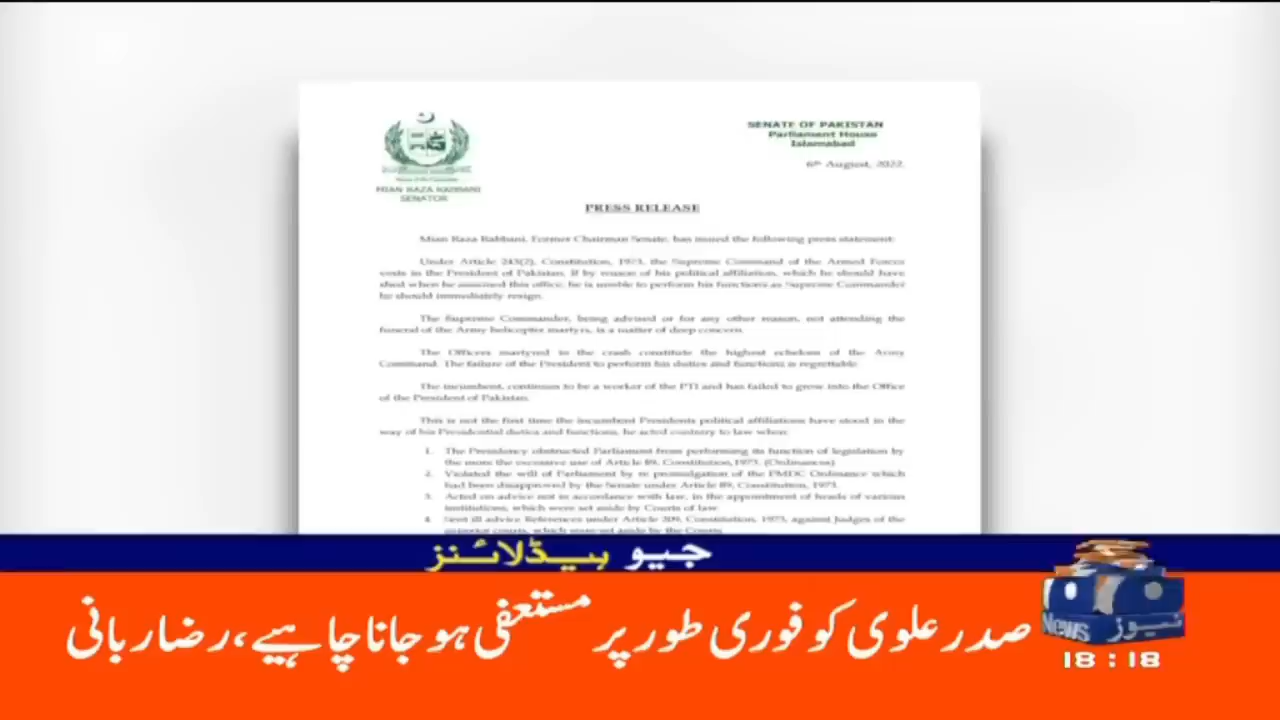 SENATE OF PAKISTAN
Parliament House
Islamabad
6th August, 2022.
MIAN RAZA RABBANI
SENATOR
PRESS RELEASE
Mian Raza Rabbani, Former Chairman Senate, has issued the following press statement:
Under Article 243(2), Constitution, 1973, the Supreme Command of the Armed Forces
vests in the President of Pakistan. If by reason of his political affiliation, which he should have
shed when he assumed this office, he is unable to perform his functions as Supreme Commander
he should immediately resign.
The Supreme Commander, being advised or for any other reason, not attending the
funeral of the Army helicopter martyrs, is a matter of deep concern.
The Officers martyred in the crash constitute the highest echelons of the Army
Command. The failure of the President to perform his duties and functions is regrettable.
The incumbent, continues to be a worker of the PTI and has failed to grow into the Office
of the President of Pakistan.
This is not the first time the incumbent Presidents political affiliations have stood in the
way of his Presidential duties and functions, he acted contrary to law when:
1. The Presidency obstructed Parliament from performing its function of legislation by
the more the excessive use of Article 89, Constitution, 1973. (Ordinances)
2. Violated the will of Parliament by re promulgation of the PMDC Ordinance which
had been disapproved by the Senate under Article 89, Constitution, 1973.
3. Acted on advice not in accordance with law, in the appointment of heads of various
institutions, which were set aside by Courts of law.
4. Sent ill advice References under Article 209, Constitution, 1973, against Judges of the
superior courts, which were set aside by the Courts.
جیو ہیڈلائنز
صدر علوی کو فوری طور پر مستعفی ہو جانا چاہیے، رضا ربانی
News نیوز
18:18